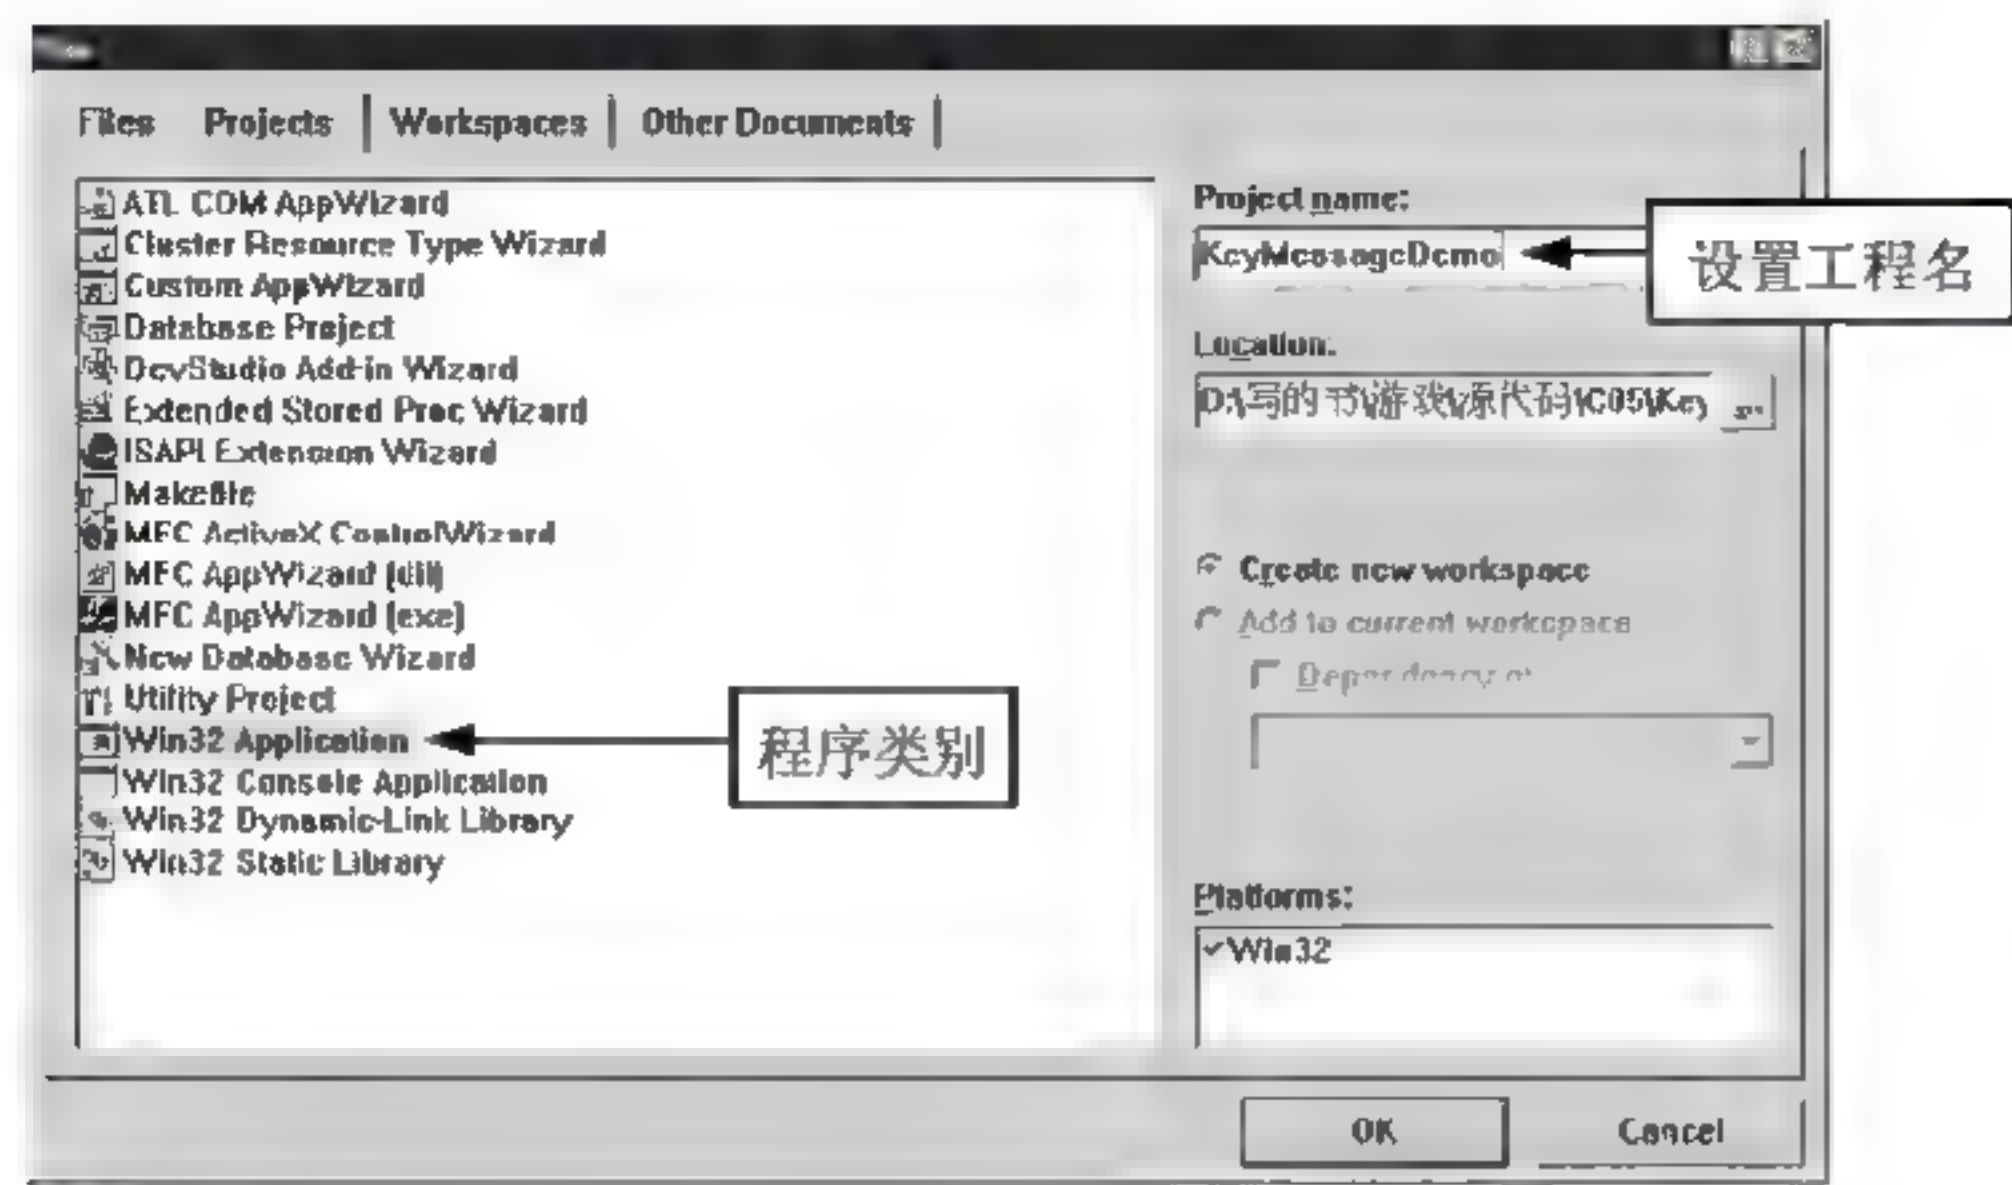 Files Projects Workspaces Other Documents
ATL COM AppWizard
Cluster Resource Type Wizard
Custom AppWizard
Database Project
DevStudio Add-in Wizard
Extended Stored Proc Wizard
ISAPI Extension Wizard
Makefile
MFC ActiveX ControlWizard
MFC AppWizard (dll)
MFC AppWizard (exe)
New Database Wizard
Utility Project
Win32 Application
Win32 Console Application
Win32 Dynamic-Link Library
Win32 Static Library
程序类别
Project name:
KeyMessageDemo
设置工程名
Location:
D:\写的书\游戏\源代码\C05\Key ...
Create new workspace
Add to current workspace
Dependency of:
Platforms:
Win32
OK Cancel